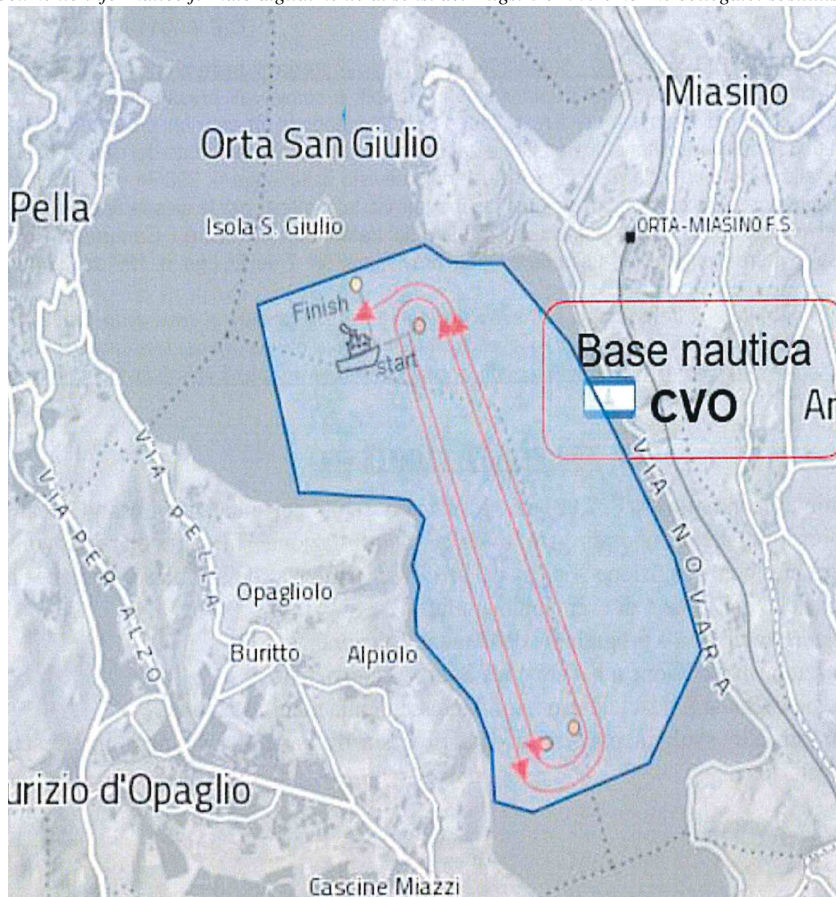 Miasino
Orta San Giulio
Pella
Isola S. Giulio
ORTA-MIASINO F.S.
Finish
start
Base nautica
CVO
Ar
VIA PELLA
VIA PER ALZO
VIA NOVARA
Opagliolo
Buritto
Alpiolo
urizio d'Opaglio
Cascine Miazzi